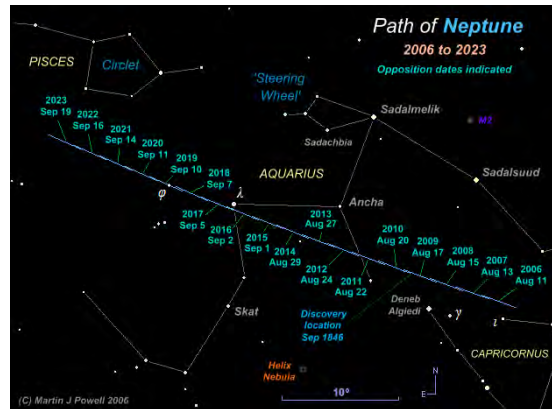 Path of Neptune
2006 to 2023
Opposition dates indicated
PISCES
Circlet
'Steering
Wheel'
Sadalmelik
M2
Sadachbia
2023
Sep 19
2022
Sep 16
2021
Sep 14
2020
Sep 11
2019
Sep 10
2018
Sep 7
AQUARIUS
Sadalsuud
φ
λ
Ancha
2017
Sep 5
2016
Sep 2
2015
Sep 1
2014
Aug 29
2013
Aug 27
2012
Aug 24
2011
Aug 22
2010
Aug 20
2009
Aug 17
2008
Aug 15
2007
Aug 13
2006
Aug 11
Skat
Discovery
location
Sep 1846
Deneb
Algiedi
γ
ι
CAPRICORNUS
Helix
Nebula
10º
N
E
(C) Martin J Powell 2006